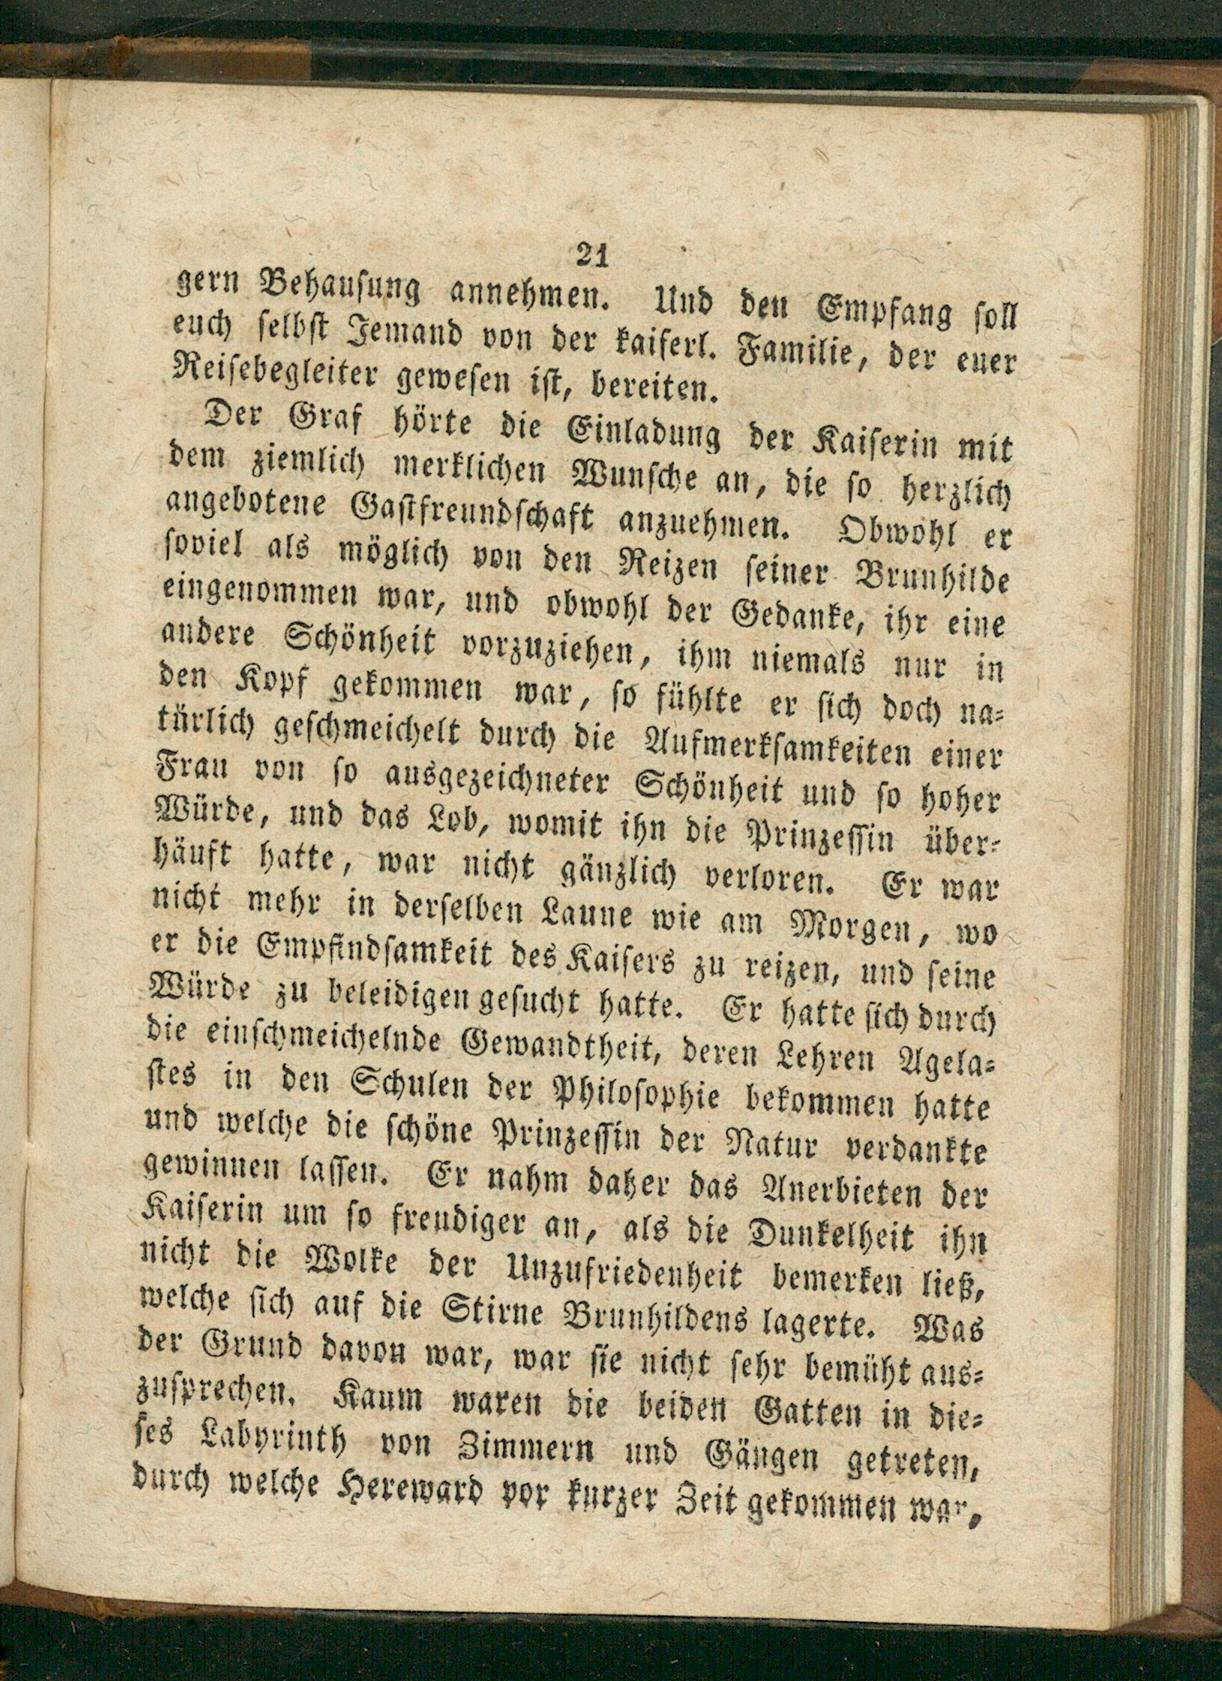 21
gern Behausung annehmen. Und den Empfang soll
euch selbst Jemand von der kaiserl. Familie, der euer
Reisebegleiter gewesen ist, bereiten.
Der Graf hörte die Einladung der Kaiserin mit
dem ziemlich merklichen Wunsche an, die so herzlich
angebotene Gastfreundschaft anzuehmen. Obwohl er
soviel als möglich von den Reizen seiner Brunhilde
eingenommen war, und obwohl der Gedanke, ihr eine
andere Schönheit vorzuziehen, ihm niemals nur in
den Kopf gekommen war, so fühlte er sich doch na-
türlich geschmeichelt durch die Aufmerksamkeiten einer
Frau von so ausgezeichneter Schönheit und so hoher
Würde, und das Lob, womit ihn die Prinzessin über-
häuft hatte, war nicht gänzlich verloren. Er war
nicht mehr in derselben Laune wie am Morgen, wo
er die Empfindsamkeit des Kaisers zu reizen, und seine
Würde zu beleidigen gesucht hatte. Er hatte sich durch
die einschmeichelnde Gewandtheit, deren Lehren Agela-
stes in den Schulen der Philosophie bekommen hatte
und welche die schöne Prinzessin der Natur verdankte
gewinnen lassen. Er nahm daher das Anerbieten der
Kaiserin um so freudiger an, als die Dunkelheit ihn
nicht die Wolke der Unzufriedenheit bemerken ließ,
welche sich auf die Stirne Brunhildens lagerte. Was
der Grund davon war, war sie nicht sehr bemüht aus-
zusprechen. Kaum waren die beiden Gatten in die-
ses Labyrinth von Zimmern und Gängen getreten,
durch welche Hereward vor kurzer Zeit gekommen war,